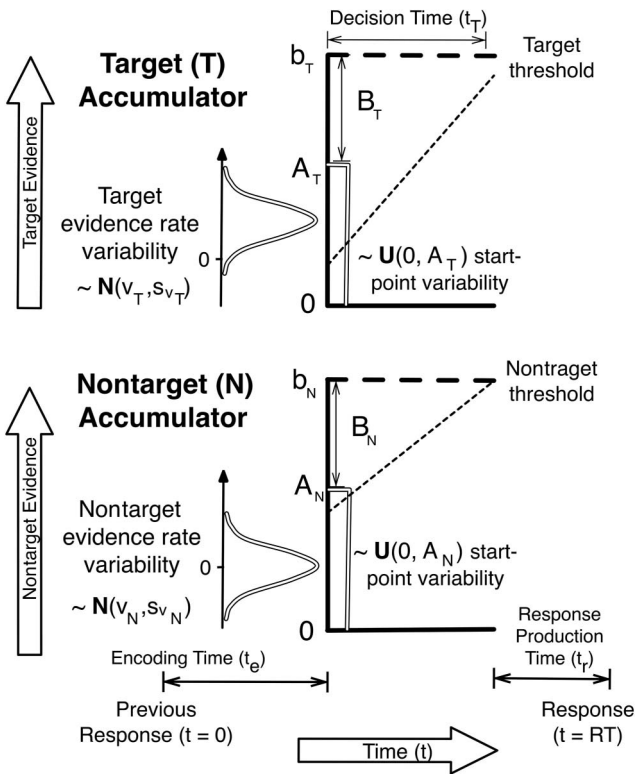 Decision Time (t_T)
Target (T)
Accumulator
b_T
Target
threshold
B_T
A_T
Target Evidence
Target
evidence rate
variability
~ N(v_T,s_v_T)
0
~ U(0, A_T) start-
point variability
0
Nontarget (N)
Accumulator
b_N
Nontraget
threshold
B_N
A_N
Nontarget Evidence
Nontarget
evidence rate
variability
~ N(v_N,s_v_N)
0
~ U(0, A_N) start-
point variability
0
Response
Production
Time (t_r)
Encoding Time (t_e)
Previous
Response (t = 0)
Response
(t = RT)
Time (t)